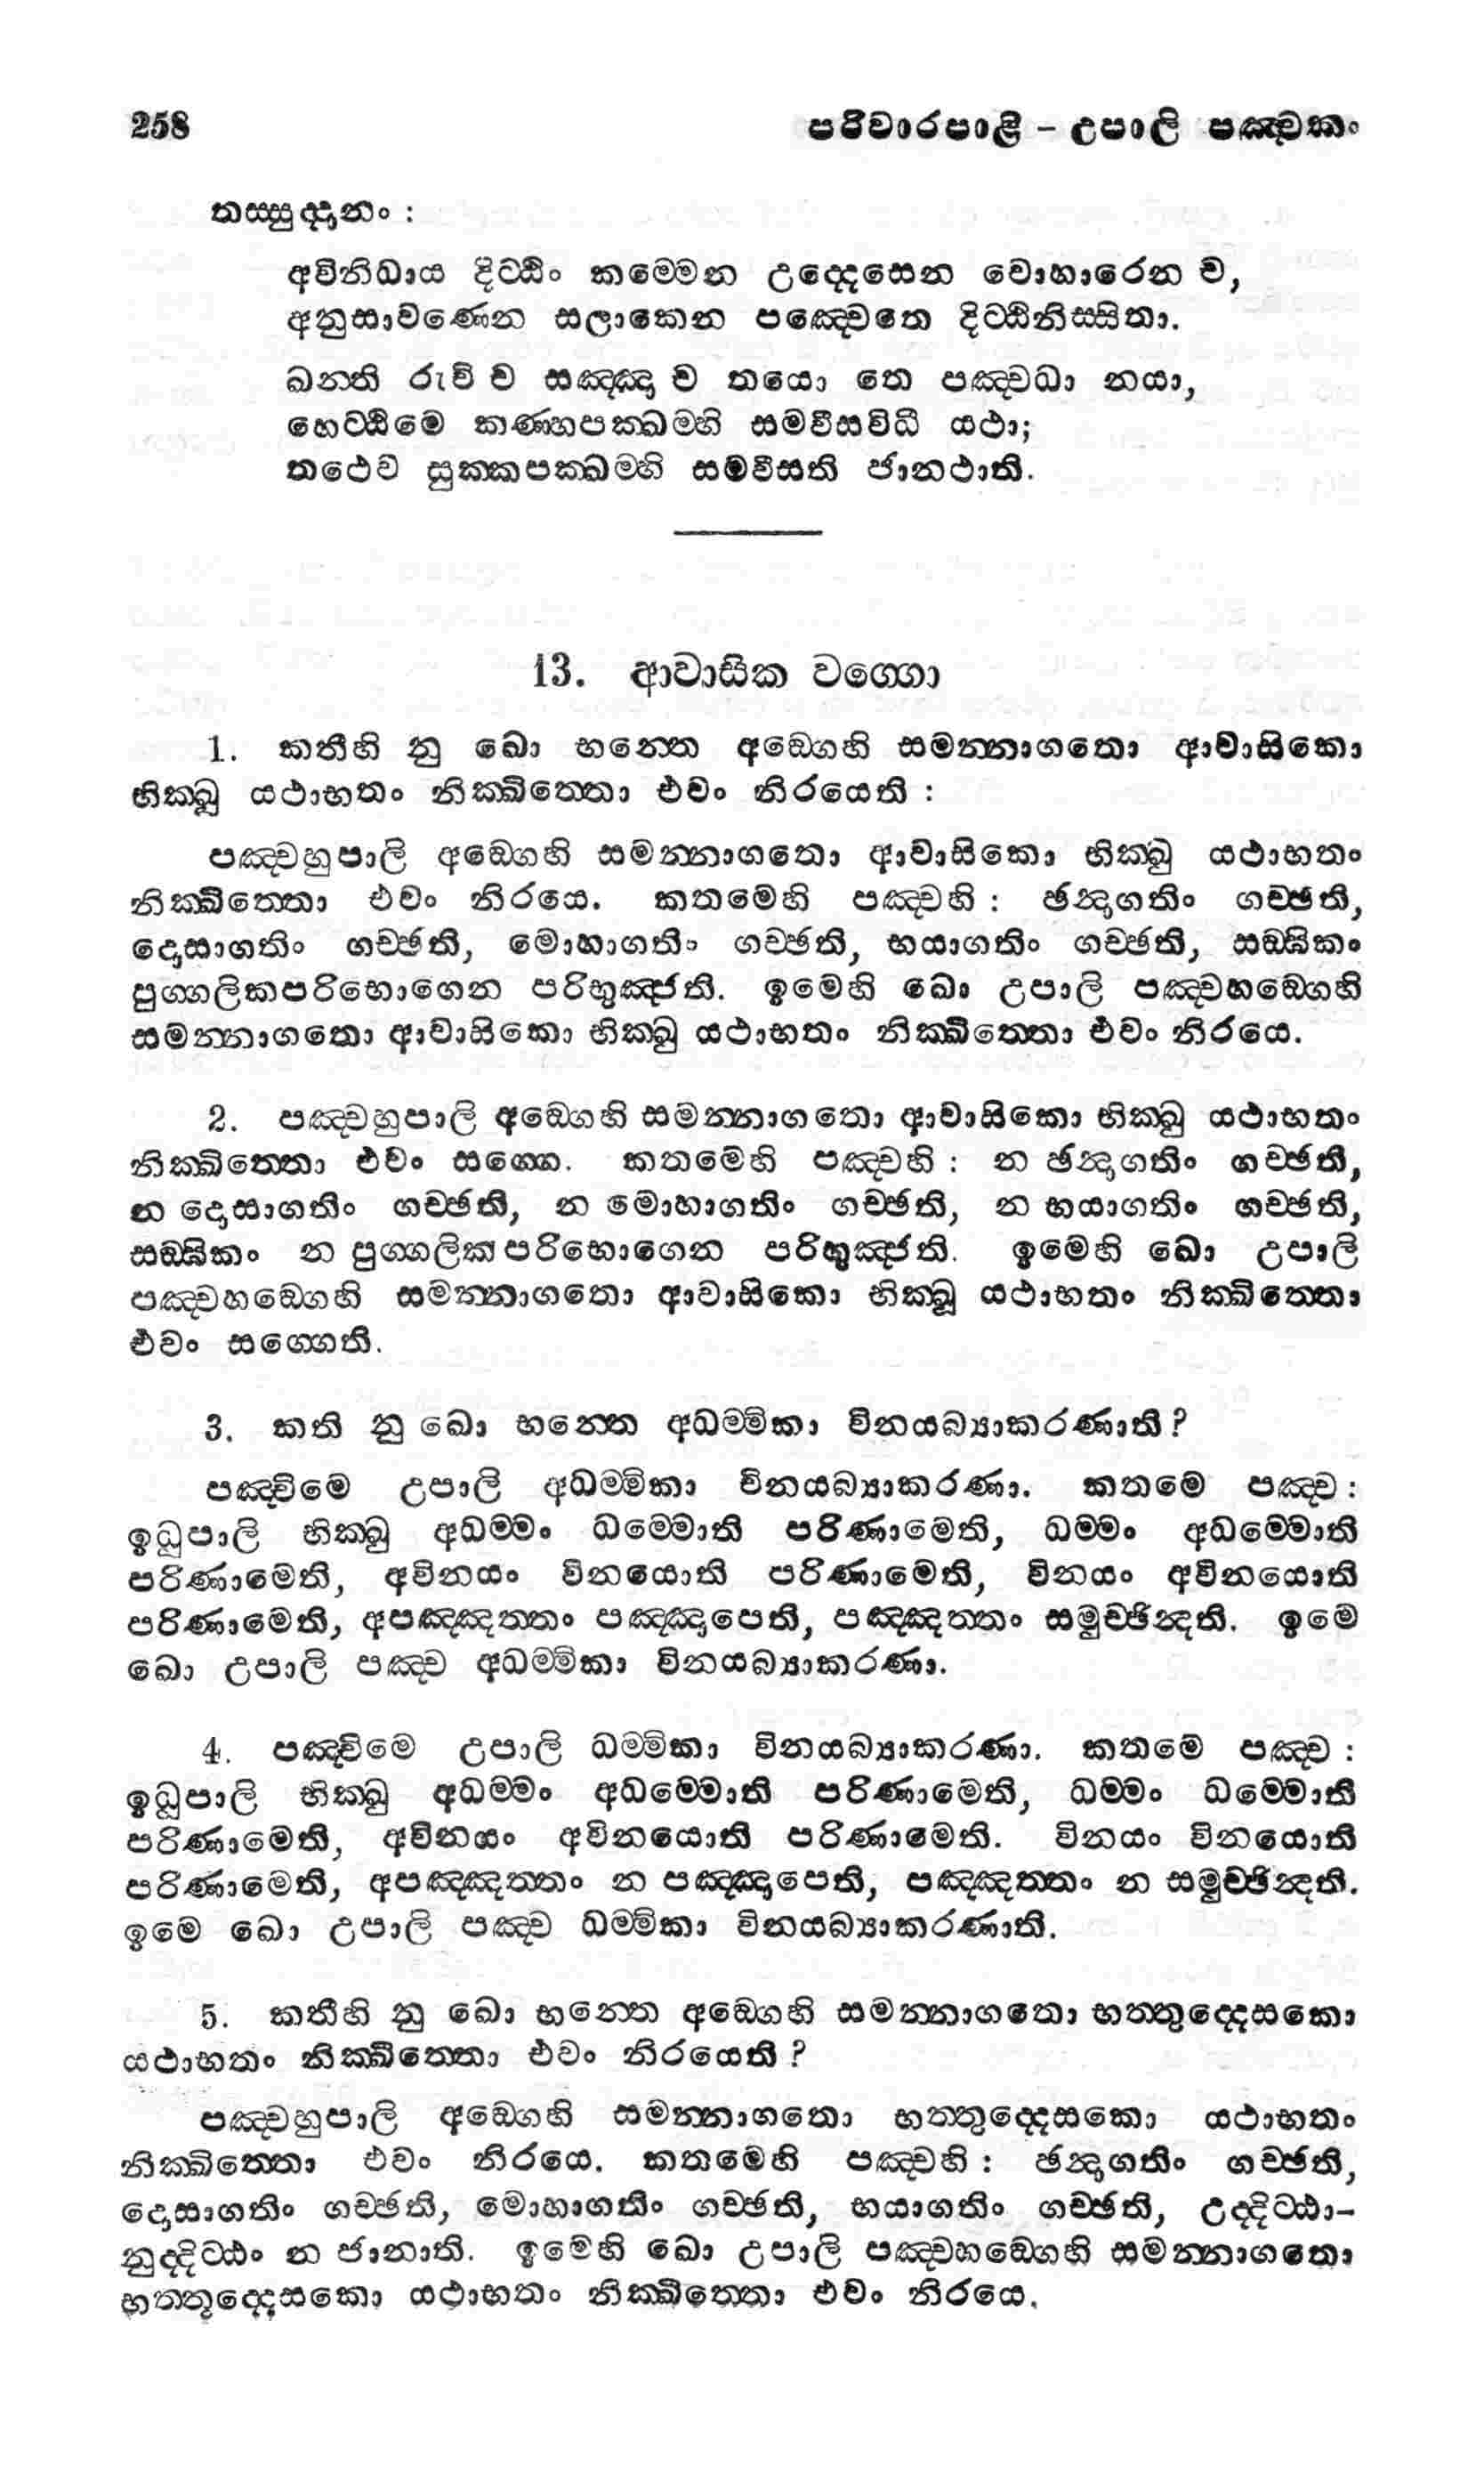 258 පරිවාරපාළි – උපාලි පඤ්චකං
තස්සුද්දානං :
අවිනිධාය දිට්ඨිං කම්මෙන උද්දෙසෙන වොහාරෙන ච,
අනුසාවණෙන සලාකෙන පඤ්චෙතෙ දිට්ඨිනිස්සිතා.
ඛන්ති රුචි ච සඤ්ඤා ච තයො තෙ පඤ්චධා නයා,
හෙට්ඨිමෙ කණ්හපක්ඛම්හි සමවීසවිධි යථා;
තථෙව සුක්කපක්ඛම්හි සමවීසති ජානථාති.
13. ආවාසික වග්ගො
1. කතීහි නු ඛො භන්තෙ අඞ්ගෙහි සමන්නාගතො ආවාසිකො
භික්ඛු යථාභතං නික්ඛිත්තො එවං නිරයෙති :
පඤ්චහුපාලි අඞ්ගෙහි සමන්නාගතො ආවාසිකො භික්ඛු යථාභතං
නික්ඛිත්තො එවං නිරයෙ. කතමෙහි පඤ්චහි : ඡන්දාගතිං ගච්ඡති,
දොසාගතිං ගච්ඡති, මොහාගතිං ගච්ඡති, භයාගතිං ගච්ඡති, සඞ්ඝිකං
පුග්ගලිකපරිභොගෙන පරිභුඤ්ජති. ඉමෙහි ඛො උපාලි පඤ්චහඞ්ගෙහි
සමන්නාගතො ආවාසිකො භික්ඛු යථාභතං නික්ඛිත්තො එවං නිරයෙ.
2. පඤ්චහුපාලි අඞ්ගෙහි සමන්නාගතො ආවාසිකො භික්ඛු යථාභතං
නික්ඛිත්තො එවං සග්ගෙ. කතමෙහි පඤ්චහි : න ඡන්දාගතිං ගච්ඡති,
න දොසාගතිං ගච්ඡති, න මොහාගතිං ගච්ඡති, න භයාගතිං ගච්ඡති,
සඞ්ඝිකං න පුග්ගලිකපරිභොගෙන පරිභුඤ්ජති. ඉමෙහි ඛො උපාලි
පඤ්චහඞ්ගෙහි සමන්නාගතො ආවාසිකො භික්ඛු යථාභතං නික්ඛිත්තො
එවං සග්ගෙති.
3. කති නු ඛො භන්තෙ අධම්මිකා විනයබ්‍යාකරණාති?
පඤ්චිමෙ උපාලි අධම්මිකා විනයබ්‍යාකරණා. කතමෙ පඤ්ච :
ඉධුපාලි භික්ඛු අධම්මං ධම්මොති පරිණාමෙති, ධම්මං අධම්මොති
පරිණාමෙති, අවිනයං විනයොති පරිණාමෙති, විනයං අවිනයොති
පරිණාමෙති, අපඤ්ඤත්තං පඤ්ඤාපෙති, පඤ්ඤත්තං සමුච්ඡින්දති. ඉමෙ
ඛො උපාලි පඤ්ච අධම්මිකා විනයබ්‍යාකරණා.
4. පඤ්චිමෙ උපාලි ධම්මිකා විනයබ්‍යාකරණා. කතමෙ පඤ්ච :
ඉධුපාලි භික්ඛු අධම්මං අධම්මොති පරිණාමෙති, ධම්මං ධම්මොති
පරිණාමෙති, අවිනයං අවිනයොති පරිණාමෙති. විනයං විනයොති
පරිණාමෙති, අපඤ්ඤත්තං න පඤ්ඤාපෙති, පඤ්ඤත්තං න සමුච්ඡින්දති.
ඉමෙ ඛො උපාලි පඤ්ච ධම්මිකා විනයබ්‍යාකරණාති.
5. කතීහි නු ඛො භන්තෙ අඞ්ගෙහි සමන්නාගතො භත්තුද්දෙසකො
යථාභතං නික්ඛිත්තො එවං නිරයෙති ?
පඤ්චහුපාලි අඞ්ගෙහි සමන්නාගතො භත්තුද්දෙසකො යථාභතං
නික්ඛිත්තො එවං නිරයෙ. කතමෙහි පඤ්චහි : ඡන්දාගතිං ගච්ඡති,
දොසාගතිං ගච්ඡති, මොහාගතිං ගච්ඡති, භයාගතිං ගච්ඡති, උද්දිට්ඨා-
නුද්දිට්ඨං න ජානාති. ඉමෙහි ඛො උපාලි පඤ්චහඞ්ගෙහි සමන්නාගතො
භත්තුද්දෙසකො යථාභතං නික්ඛිත්තො එවං නිරයෙ.